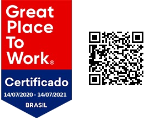 Great
Place
To
Work®
Certificado
14/07/2020 - 14/07/2021
BRASIL